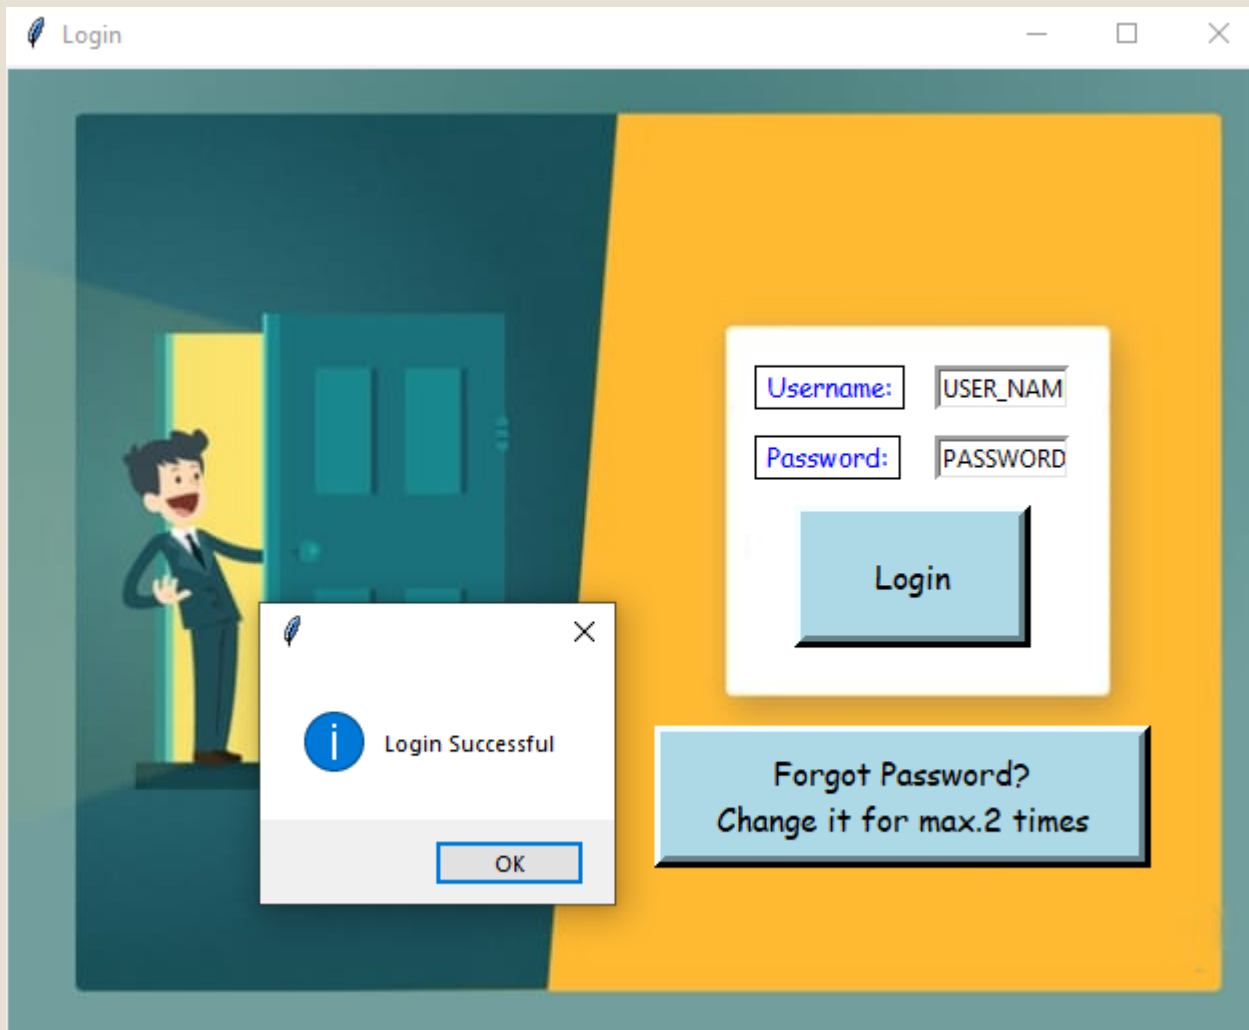 Login
Username:
USER_NAM
Password:
PASSWORD
Login
Login Successful
OK
Forgot Password?
Change it for max.2 times